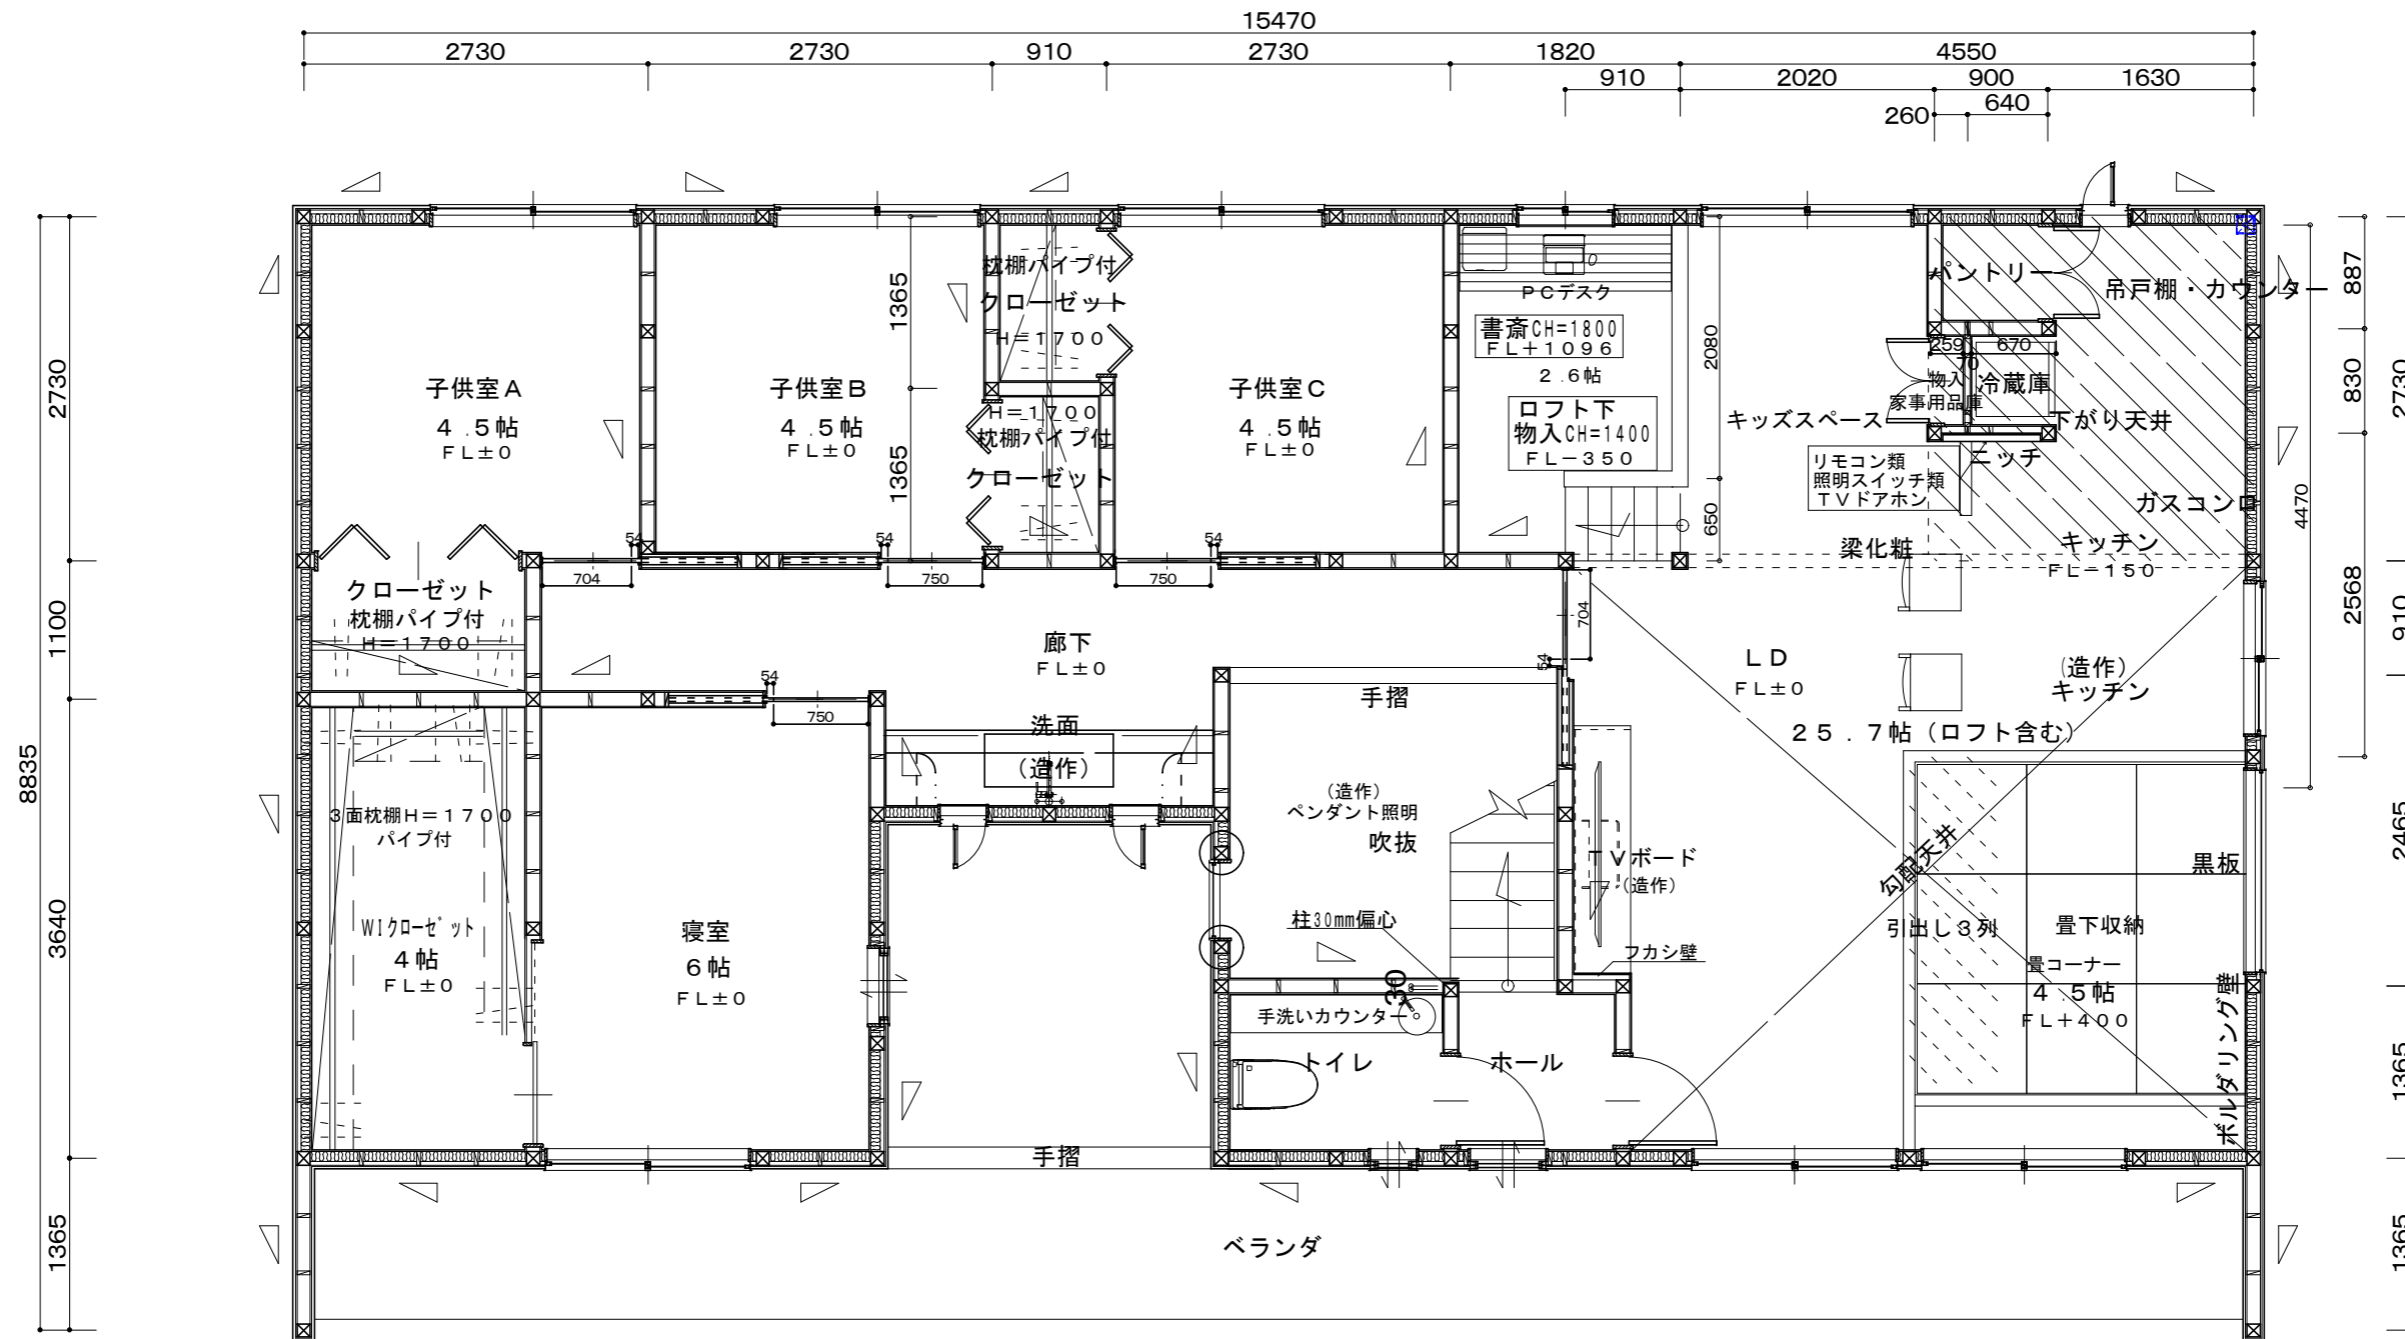 15470
2730
2730
910
2730
1820
4550
910
2020
900
1630
260
640
8835
2730
1100
3640
1365
887
830
2568
4470
2730
910
2465
1365
1365
子供室A
4.5帖
FL±0
子供室B
4.5帖
FL±0
1365
1365
枕棚パイプ付
クローゼット
H=1700
H=1700
枕棚パイプ付
クローゼット
子供室C
4.5帖
FL±0
PCデスク
書斎CH=1800
FL+1096
2.6帖
ロフト下
物入CH=1400
FL-350
2080
650
キッズスペース
パントリー
吊戸棚・カウンター
259
670
70
物入
冷蔵庫
家事用品庫
下がり天井
ニッチ
リモコン類
照明スイッチ類
TVドアホン
ガスコンロ
梁化粧
キッチン
FL-150
54
704
54
750
54
750
704
54
クローゼット
枕棚パイプ付
H=1700
廊下
FL±0
54
750
LD
FL±0
(造作)
キッチン
25.7帖(ロフト含む)
洗面
(造作)
手摺
(造作)
ペンダント照明
吹抜
TVボード
(造作)
勾配天井
黒板
3面枕棚H=1700
パイプ付
WIクローゼット
4帖
FL±0
寝室
6帖
FL±0
柱30mm偏心
30
フカシ壁
引出し3列
畳下収納
畳コーナー
4.5帖
FL+400
ボルダリング壁
手洗いカウンター
トイレ
ホール
手摺
ベランダ